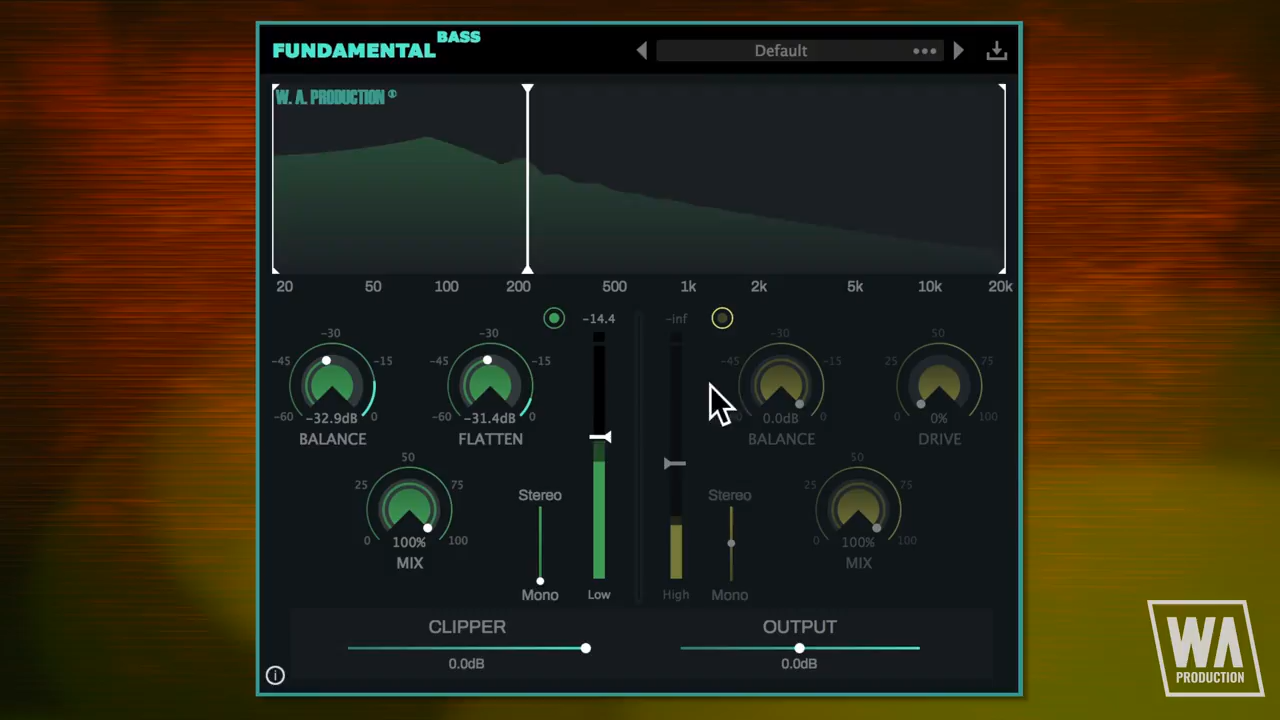 FUNDAMENTAL BASS
Default
W. A. PRODUCTION ®
20 50 100 200 500 1k 2k 5k 10k 20k
-14.4 -inf
-30 -30 -30 50
-45 -15 -45 -15 -45 -15 25 75
-60 -32.9dB 0 -60 -31.4dB 0 0.0dB 0 0 0% 100
BALANCE FLATTEN BALANCE DRIVE
50 50
25 75 25 75
Stereo Stereo
0 100% 100 0 100% 100
MIX MIX
Mono Low High Mono
CLIPPER OUTPUT
0.0dB 0.0dB
i
WA
PRODUCTION